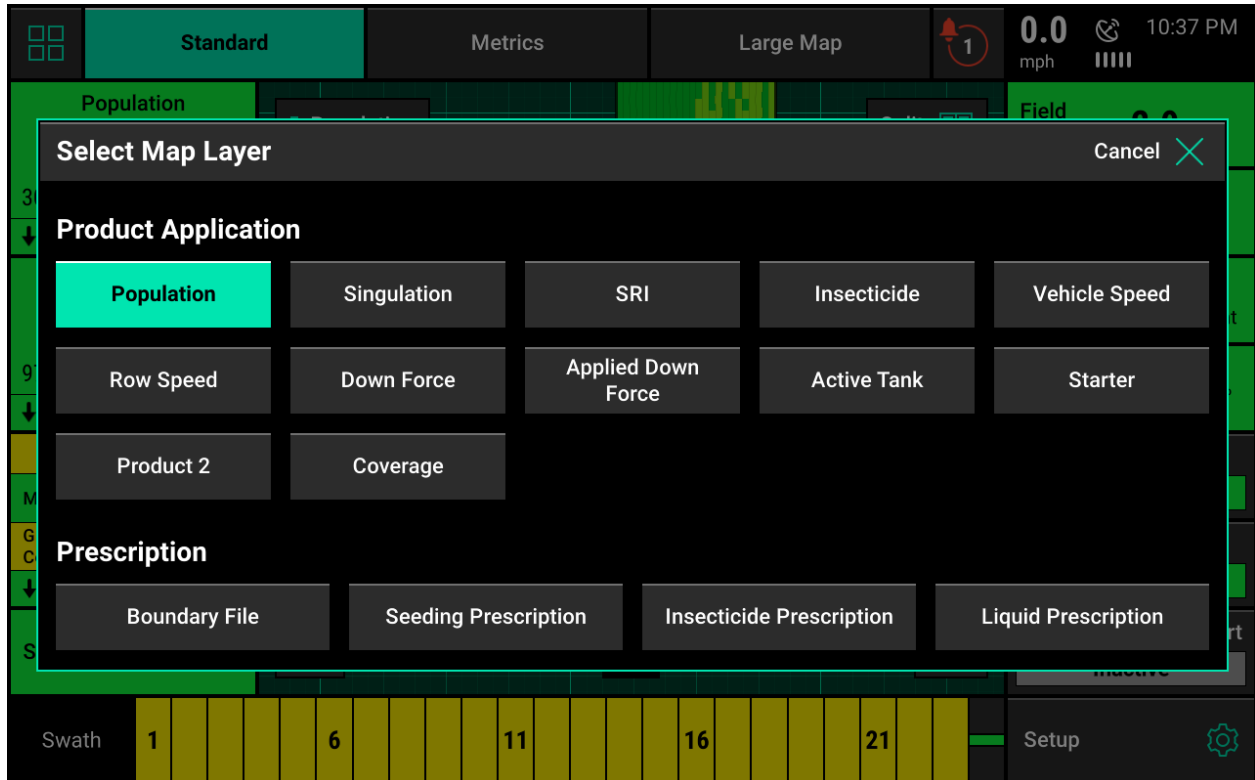 Standard
Metrics
Large Map
1
0.0
mph
10:37 PM
Population
Field
Select Map Layer
Cancel
Product Application
Population
Singulation
SRI
Insecticide
Vehicle Speed
Row Speed
Down Force
Applied Down
Force
Active Tank
Starter
Product 2
Coverage
Prescription
Boundary File
Seeding Prescription
Insecticide Prescription
Liquid Prescription
Swath
1
6
11
16
21
Setup